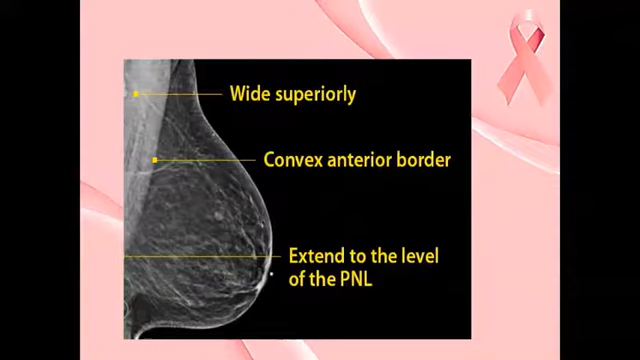 Wide superiorly
Convex anterior border
Extend to the level
of the PNL